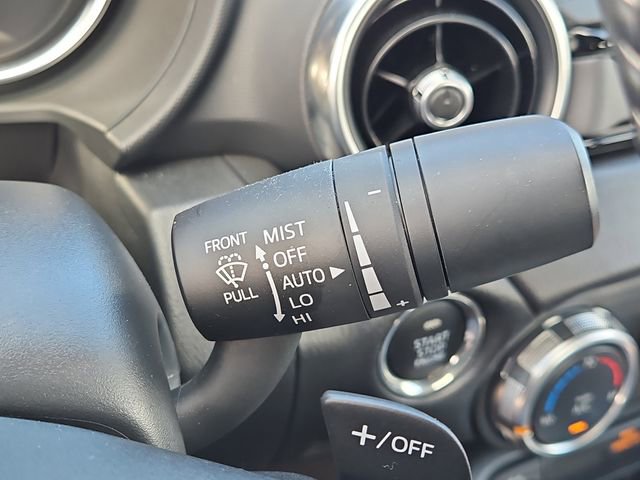 FRONT
PULL
MIST
OFF
AUTO
LO
HI
−
+
START
STOP
+/OFF